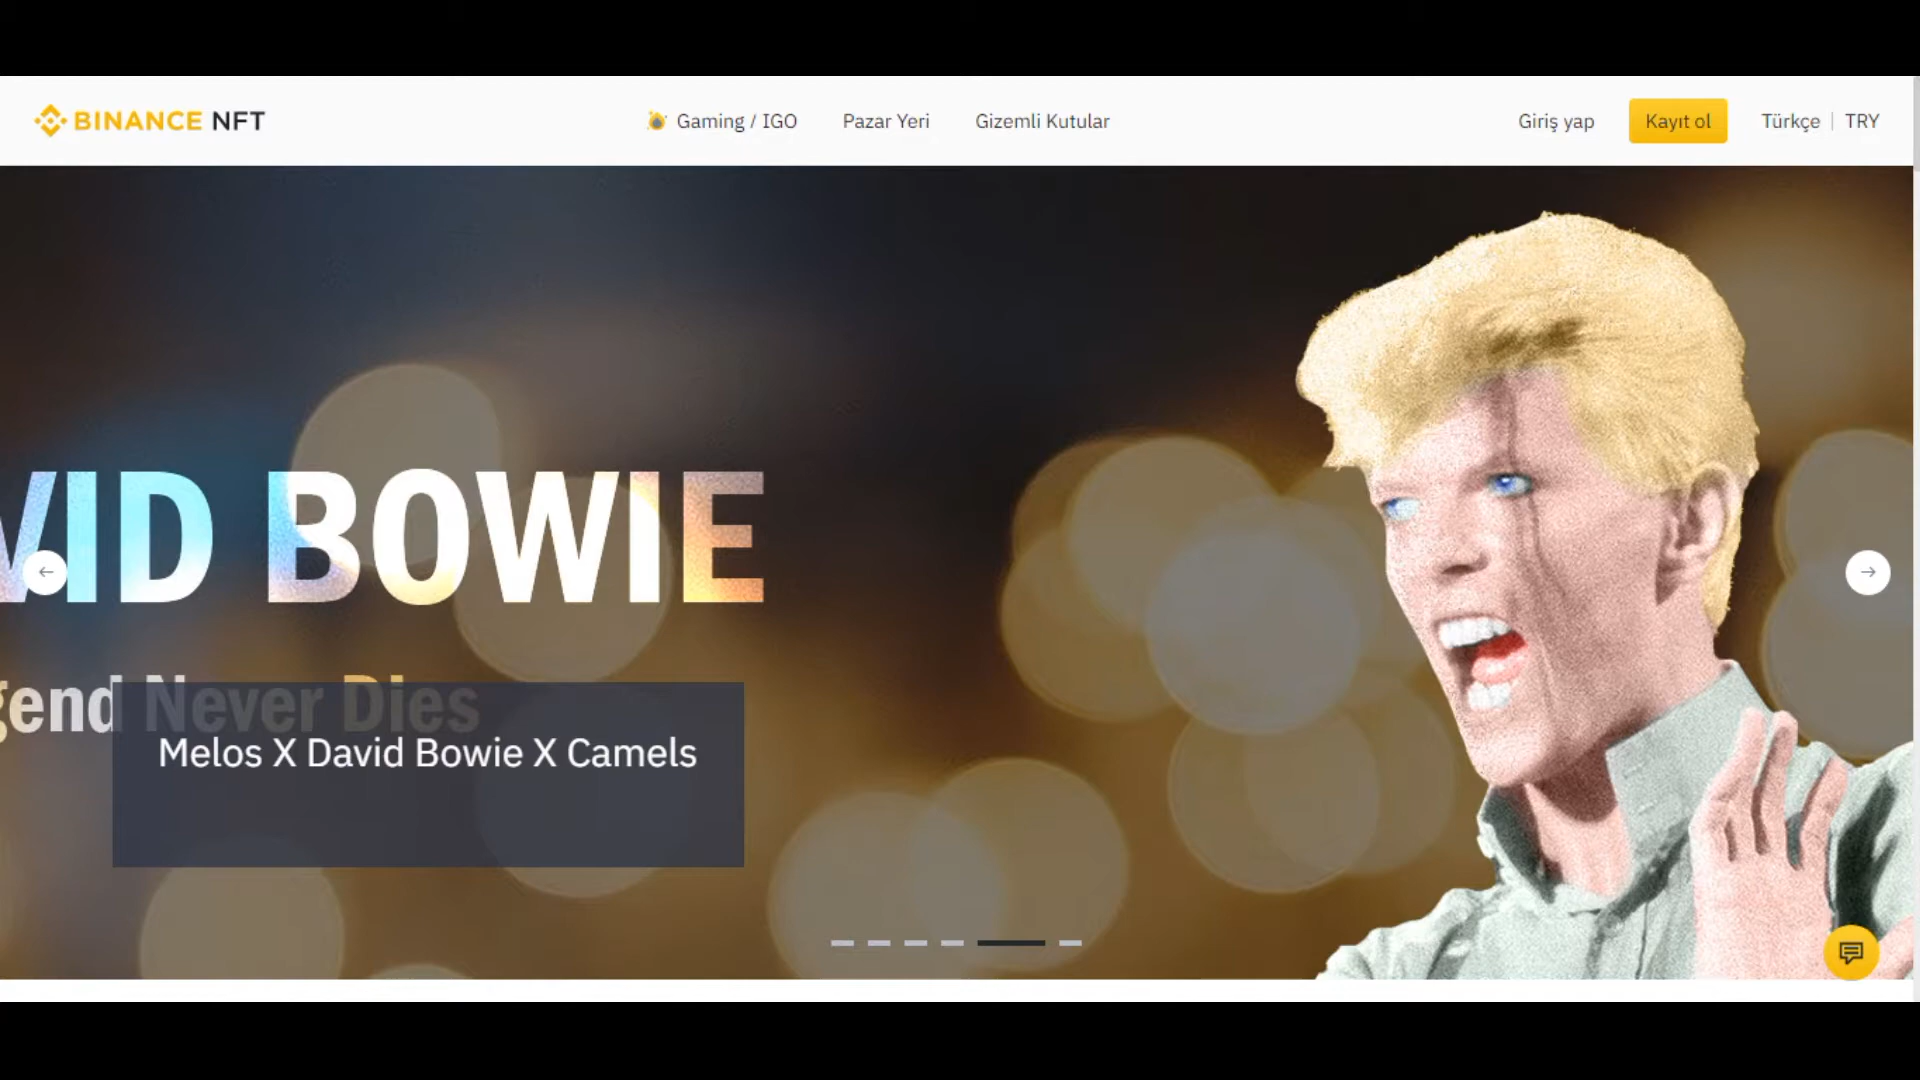 BINANCE NFT
Gaming / IGO
Pazar Yeri
Gizemli Kutular
Giriş yap
Kayıt ol
Türkçe | TRY
VID BOWIE
gend Never Dies
Melos X David Bowie X Camels